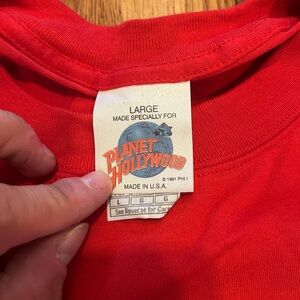 LARGE
MADE SPECIALLY FOR
PLANET
HOLLYWOOD
© 1991 PHI
MADE IN U.S.A.
L G G
See Reverse for Care